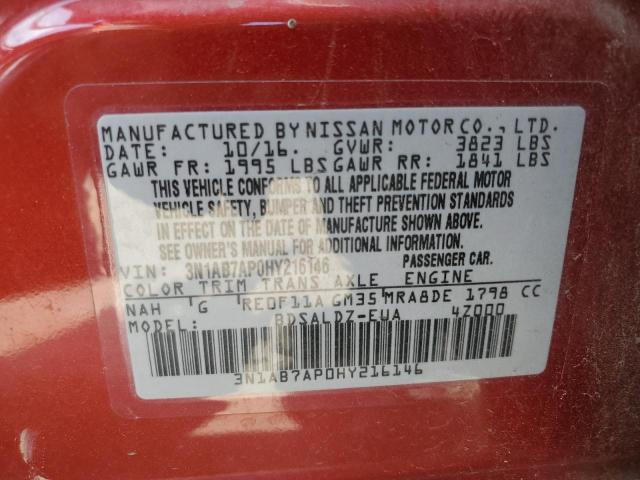 MANUFACTURED BY NISSAN MOTOR CO., LTD.
DATE: 10/16. GVWR: 3823 LBS
GAWR FR: 1995 LBS GAWR RR: 1841 LBS
THIS VEHICLE CONFORMS TO ALL APPLICABLE FEDERAL MOTOR
VEHICLE SAFETY, BUMPER AND THEFT PREVENTION STANDARDS
IN EFFECT ON THE DATE OF MANUFACTURE SHOWN ABOVE.
SEE OWNER'S MANUAL FOR ADDITIONAL INFORMATION.
VIN: 3N1AB7AP0HY216146 PASSENGER CAR.
COLOR TRIM TRANS AXLE ENGINE
NAH G RE0F11A GM35 MRA8DE 1798 CC
MODEL: BDSALDZ-EUA 4Z000
3N1AB7AP0HY216146